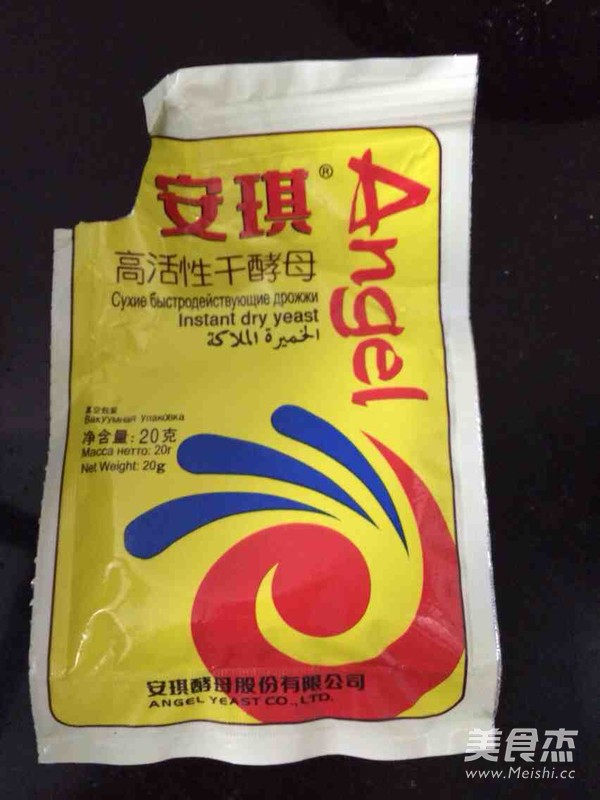 安琪®
Angel
高活性干酵母
Сухие быстродействующие дрожжи
Instant dry yeast
الخميرة الملاكة
真空包装
Вакуумная упаковка
净含量: 20克
Масса нетто: 20г
Net Weight: 20g
安琪酵母股份有限公司
ANGEL YEAST CO., LTD.
美食杰
www.Meishi.cc